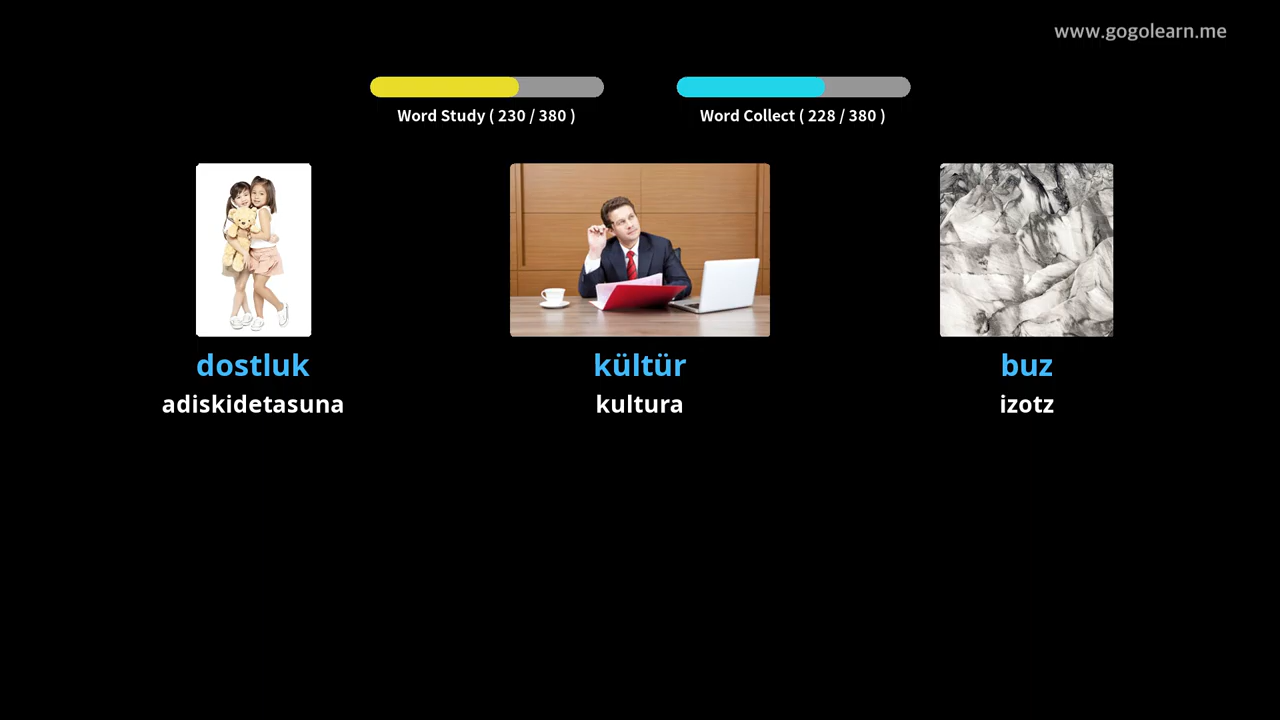 www.gogolearn.me
Word Study ( 230 / 380 )
Word Collect ( 228 / 380 )
dostluk
adiskidetasuna
kültür
kultura
buz
izotz